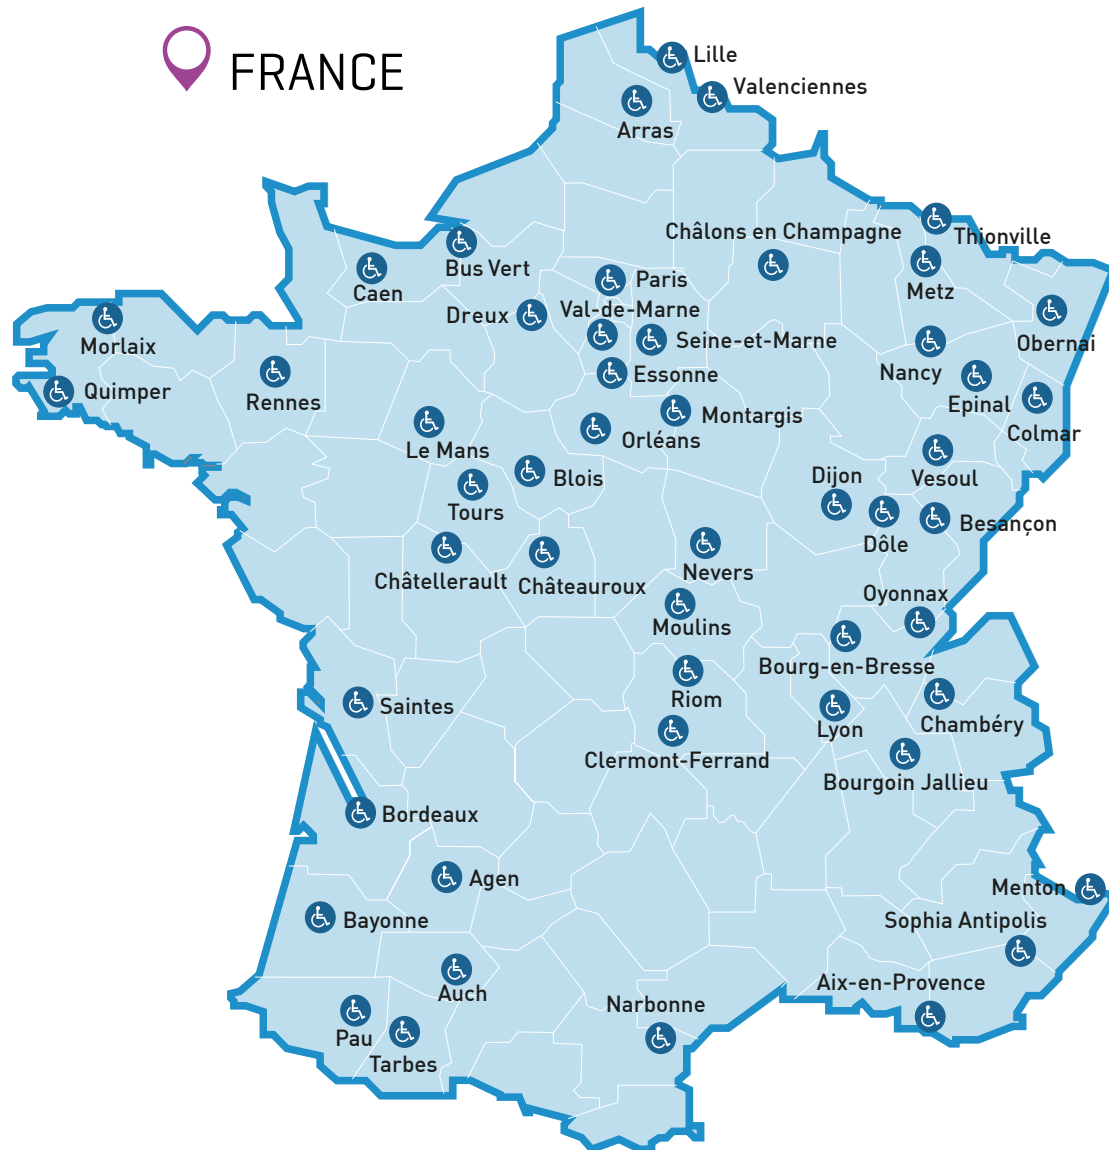 FRANCE
Lille
Valenciennes
Arras
Châlons en Champagne
Thionville
Bus Vert
Metz
Caen
Paris
Dreux
Val-de-Marne
Seine-et-Marne
Obernai
Morlaix
Essonne
Nancy
Quimper
Rennes
Epinal
Montargis
Colmar
Le Mans
Orléans
Blois
Dijon
Vesoul
Tours
Besançon
Dôle
Châtellerault
Châteauroux
Nevers
Oyonnax
Moulins
Bourg-en-Bresse
Saintes
Riom
Lyon
Chambéry
Clermont-Ferrand
Bourgoin Jallieu
Bordeaux
Agen
Menton
Bayonne
Sophia Antipolis
Auch
Aix-en-Provence
Narbonne
Pau
Tarbes